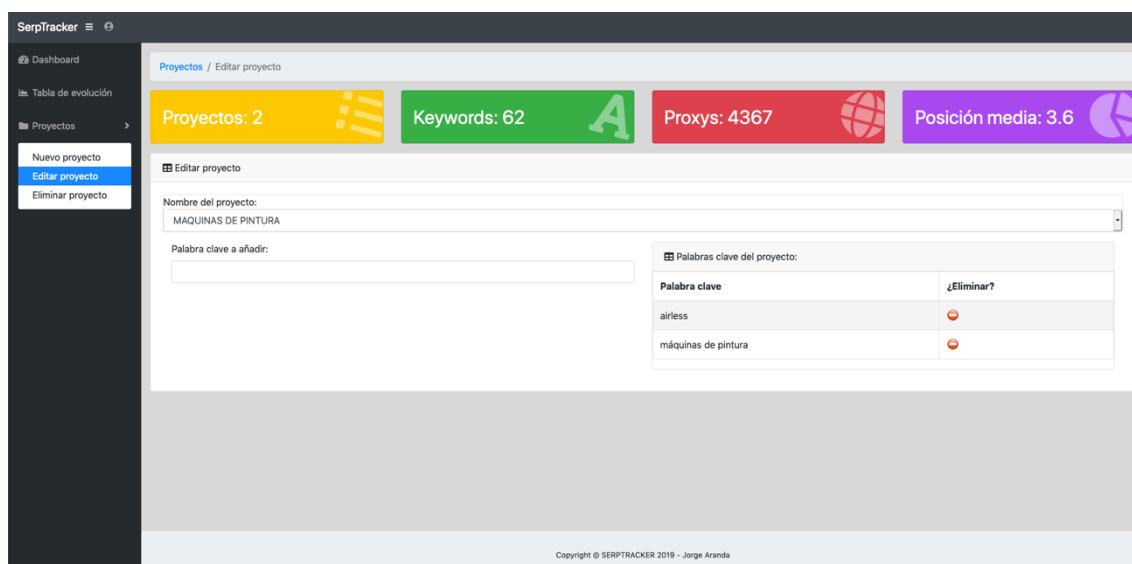 SerpTracker
Dashboard
Tabla de evolución
Proyectos
Nuevo proyecto
Editar proyecto
Eliminar proyecto
Proyectos / Editar proyecto
Proyectos: 2
Keywords: 62
Proxys: 4367
Posición media: 3.6
Editar proyecto
Nombre del proyecto:
MAQUINAS DE PINTURA
Palabra clave a añadir:
Palabras clave del proyecto:
Palabra clave ¿Eliminar?
airless
máquinas de pintura
Copyright © SERPTRACKER 2019 - Jorge Aranda